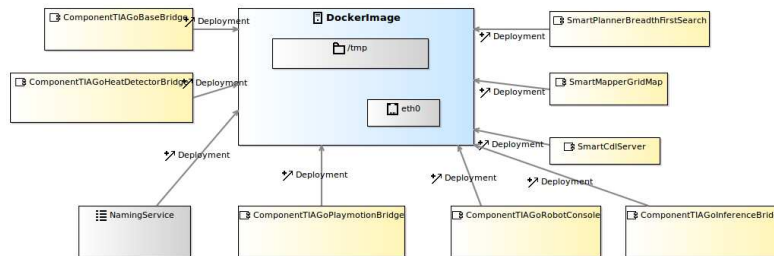 ComponentTIAGoBaseBridge
Deployment
DockerImage
/tmp
eth0
Deployment
SmartPlannerBreadthFirstSearch
ComponentTIAGoHeatDetectorBridge
Deployment
Deployment
SmartMapperGridMap
Deployment
Deployment
SmartCdlServer
Deployment
Deployment
Deployment
NamingService
ComponentTIAGoPlaymotionBridge
ComponentTIAGoRobotConsole
ComponentTIAGoInferenceBrid